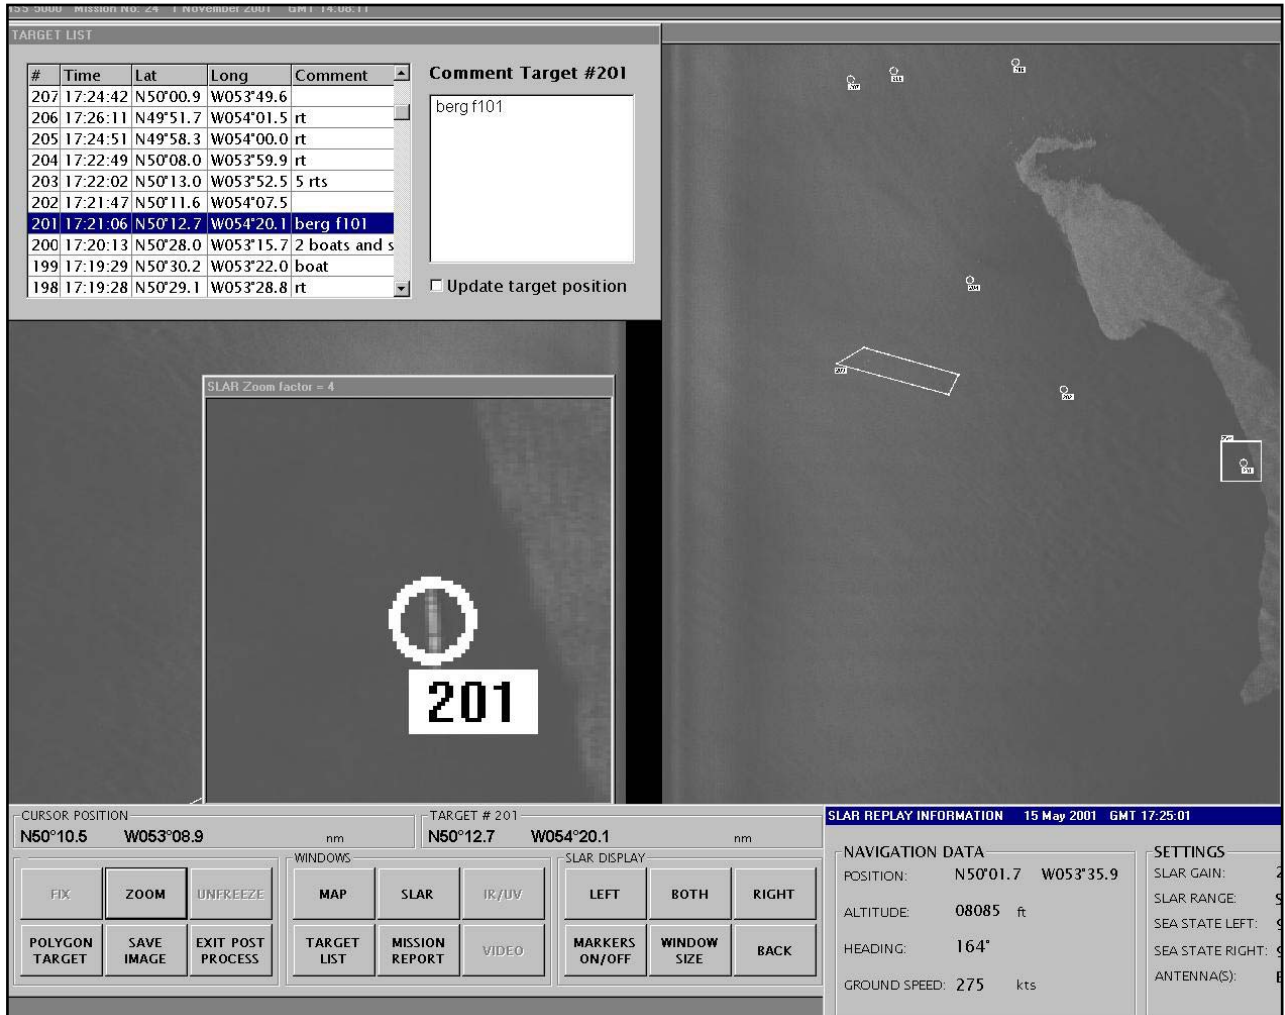 5000 Mission No. 24 1 November 2001 GMT 14:08:11
TARGET LIST
# Time Lat Long Comment
207 17:24:42 N50°00.9 W053°49.6
206 17:26:11 N49°51.7 W054°01.5 rt
205 17:24:51 N49°58.3 W054°00.0 rt
204 17:22:49 N50°08.0 W053°59.9 rt
203 17:22:02 N50°13.0 W053°52.5 5 rts
202 17:21:47 N50°11.6 W054°07.5
201 17:21:06 N50°12.7 W054°20.1 berg f101
200 17:20:13 N50°28.0 W053°15.7 2 boats and s
199 17:19:29 N50°30.2 W053°22.0 boat
198 17:19:28 N50°29.1 W053°28.8 rt
Comment Target #201
berg f101
Update target position
SLAR Zoom factor = 4
201
CURSOR POSITION
N50°10.5 W053°08.9 nm
TARGET # 201
N50°12.7 W054°20.1 nm
FIX
ZOOM
UNFREEZE
POLYGON TARGET
SAVE IMAGE
EXIT POST PROCESS
WINDOWS
MAP
SLAR
IR/UV
TARGET LIST
MISSION REPORT
VIDEO
SLAR DISPLAY
LEFT
BOTH
RIGHT
MARKERS ON/OFF
WINDOW SIZE
BACK
SLAR REPLAY INFORMATION 15 May 2001 GMT 17:25:01
NAVIGATION DATA
POSITION: N50°01.7 W053°35.9
ALTITUDE: 08085 ft
HEADING: 164°
GROUND SPEED: 275 kts
SETTINGS
SLAR GAIN:
SLAR RANGE:
SEA STATE LEFT:
SEA STATE RIGHT:
ANTENNA(S):